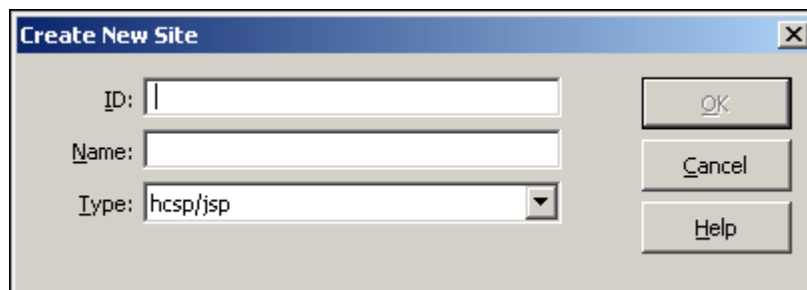 Create New Site
ID:
OK
Name:
Cancel
Type: hcsp/jsp
Help